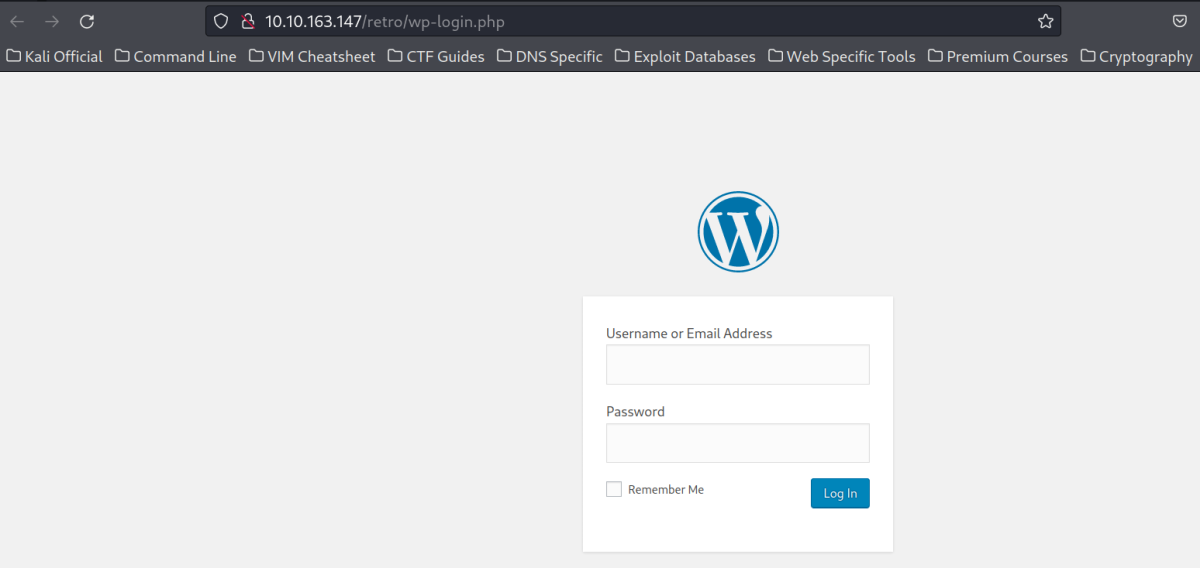 10.10.163.147/retro/wp-login.php
Kali Official Command Line VIM Cheatsheet CTF Guides DNS Specific Exploit Databases Web Specific Tools Premium Courses Cryptography
W
Username or Email Address
Password
Remember Me Log In